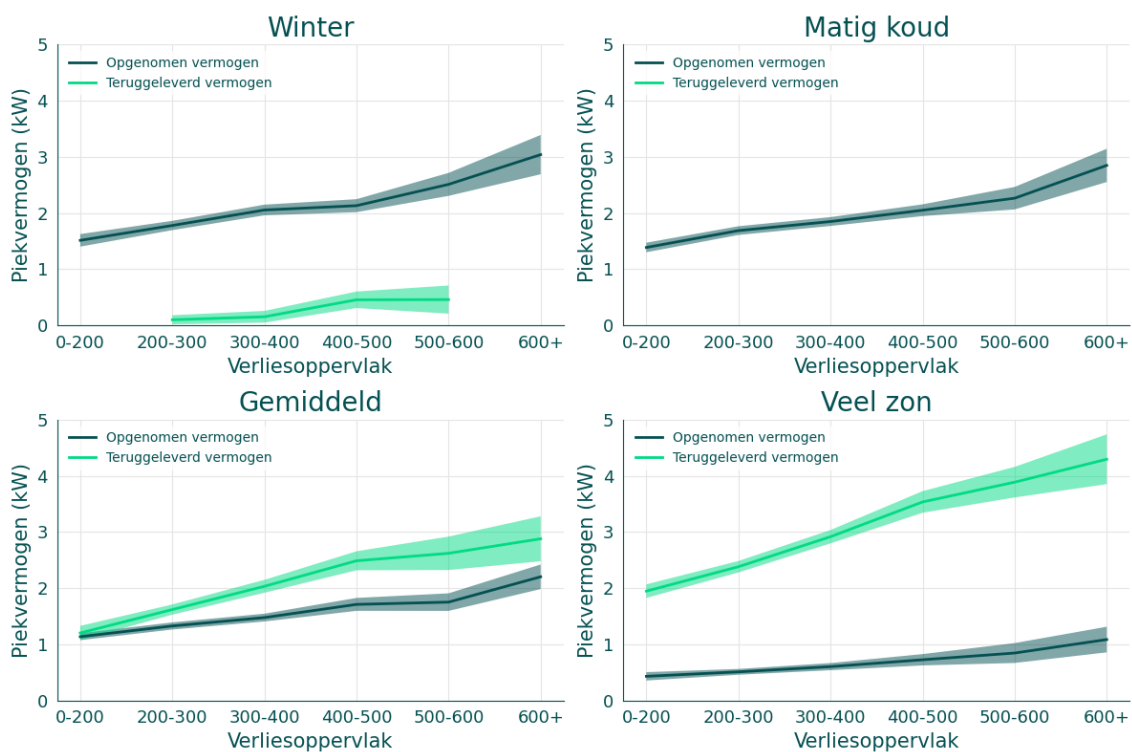 Winter
Piekvermogen (kW)
5
4
3
2
1
0
Opgenomen vermogen
Teruggeleverd vermogen
0-200 200-300 300-400 400-500 500-600 600+
Verliesoppervlak
Matig koud
Piekvermogen (kW)
5
4
3
2
1
0
Opgenomen vermogen
Teruggeleverd vermogen
0-200 200-300 300-400 400-500 500-600 600+
Verliesoppervlak
Gemiddeld
Piekvermogen (kW)
5
4
3
2
1
0
Opgenomen vermogen
Teruggeleverd vermogen
0-200 200-300 300-400 400-500 500-600 600+
Verliesoppervlak
Veel zon
Piekvermogen (kW)
5
4
3
2
1
0
Opgenomen vermogen
Teruggeleverd vermogen
0-200 200-300 300-400 400-500 500-600 600+
Verliesoppervlak